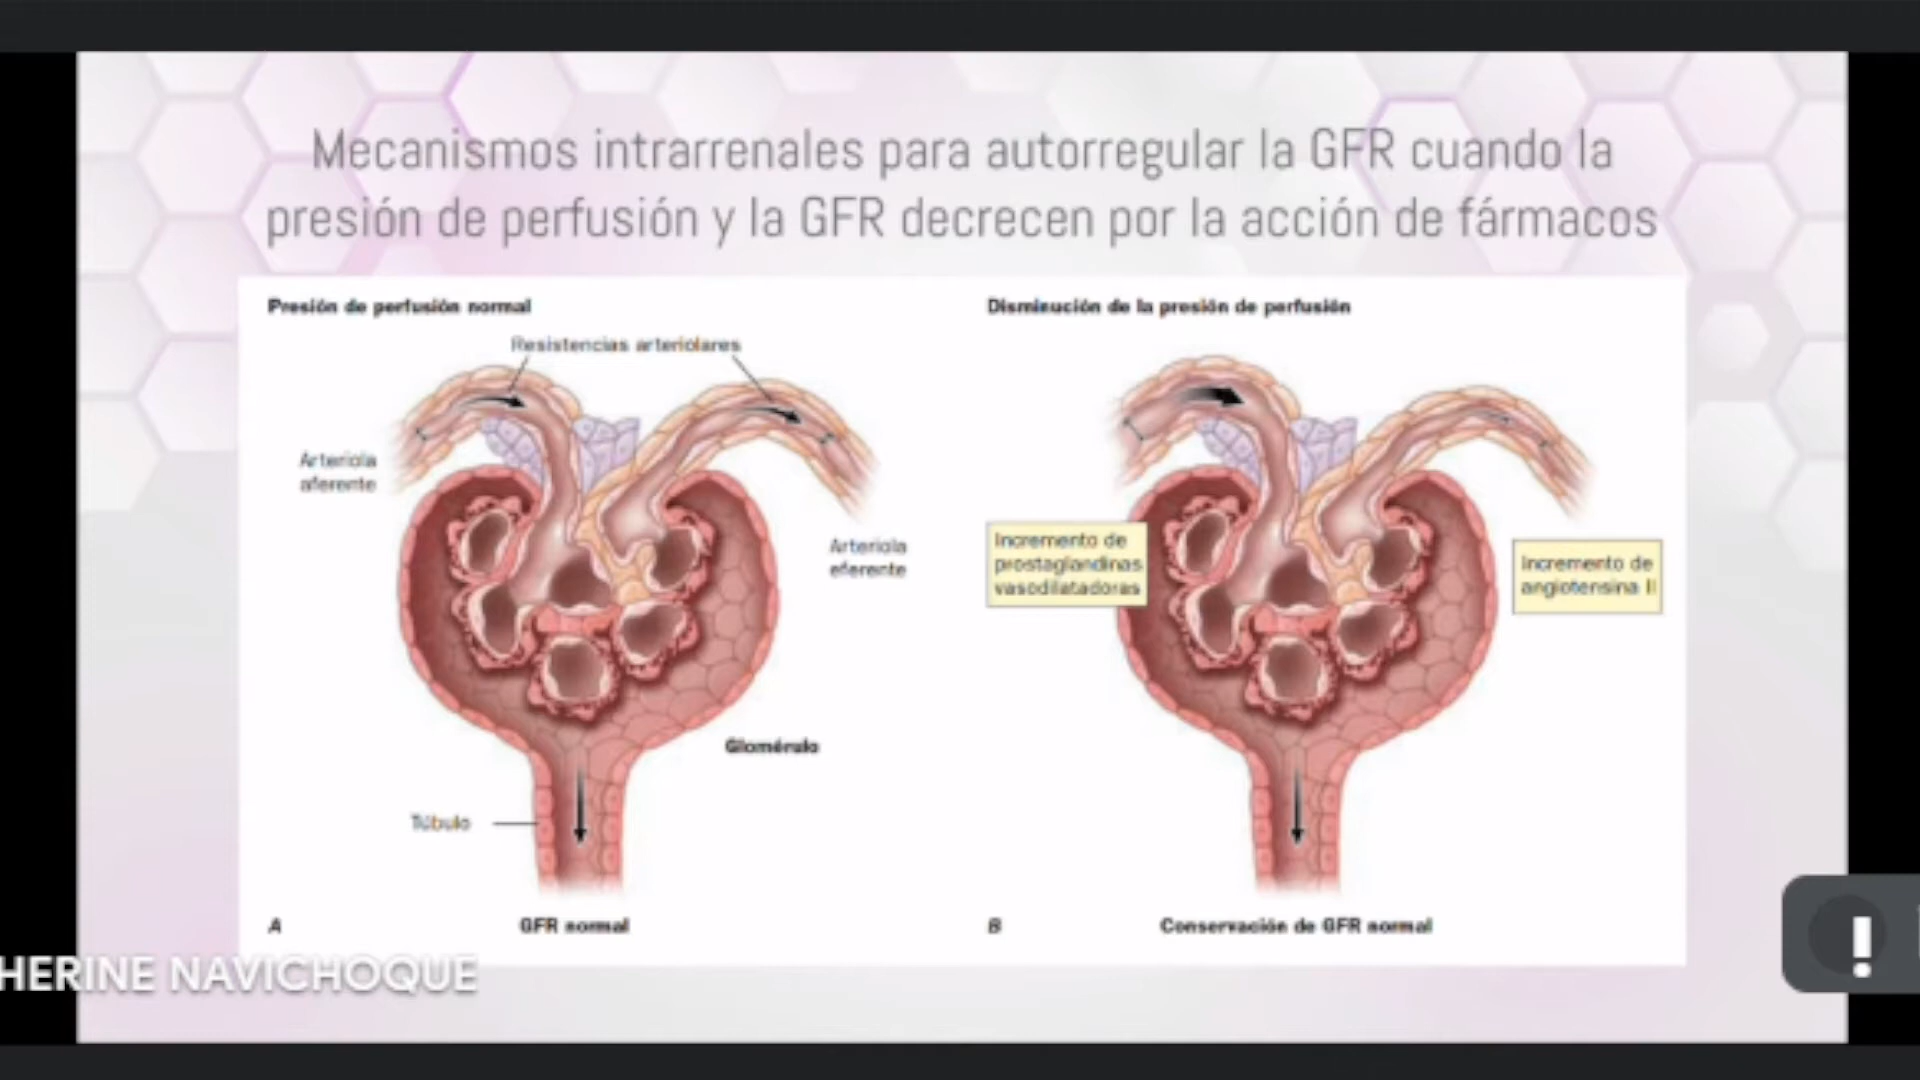 Mecanismos intrarrenales para autorregular la GFR cuando la
presión de perfusión y la GFR decrecen por la acción de fármacos
Presión de perfusión normal
Resistencias arteriolares
Arteriola
aferente
Arteriola
eferente
Glomérulo
Túbulo
A
GFR normal
Disminución de la presión de perfusión
Incremento de
prostaglandinas
vasodilatadoras
Incremento de
angiotensina II
B
Conservación de GFR normal
HERINE NAVICHOQUE
!